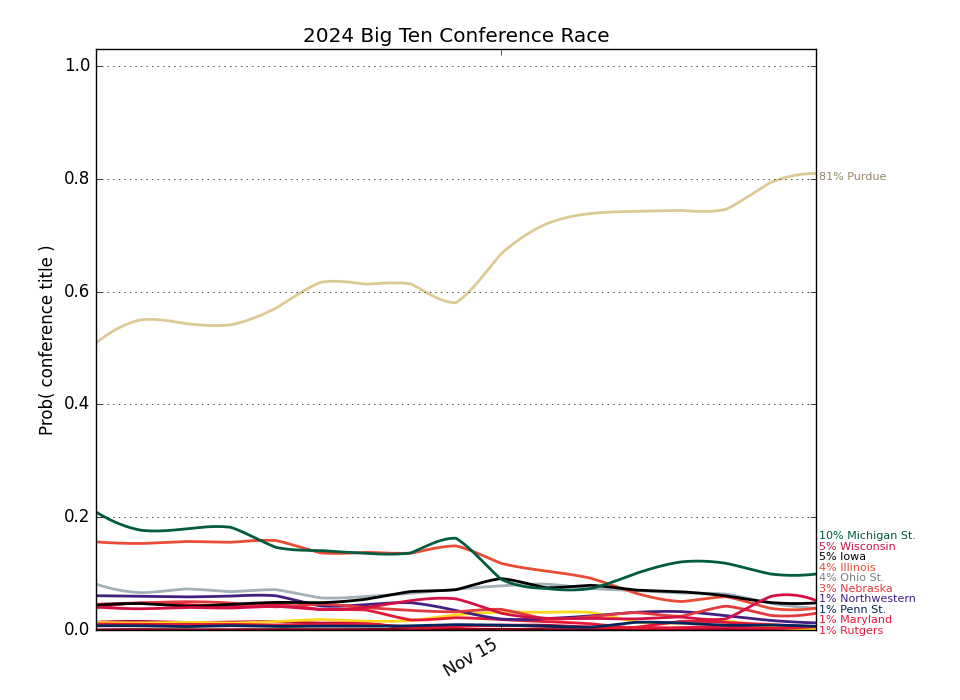 2024 Big Ten Conference Race
Prob( conference title )
1.0
0.8
0.6
0.4
0.2
0.0
Nov 15
81% Purdue
10% Michigan St.
5% Wisconsin
5% Iowa
4% Illinois
4% Ohio St.
3% Nebraska
1% Northwestern
1% Penn St.
1% Maryland
1% Rutgers